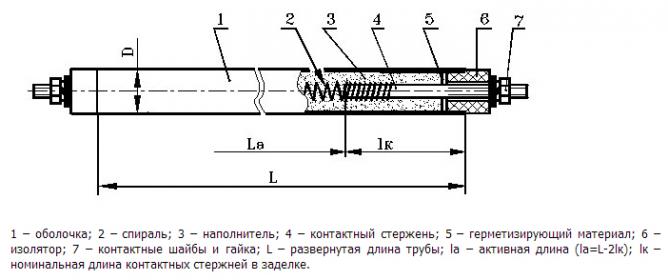 1 2 3 4 5 6 7
D
La lк
L
1 – оболочка; 2 – спираль; 3 – наполнитель; 4 – контактный стержень; 5 – герметизирующий материал; 6 –
изолятор; 7 – контактные шайбы и гайка; L – развернутая длина трубы; la – активная длина (la=L-2lк); lк –
номинальная длина контактных стержней в заделке.